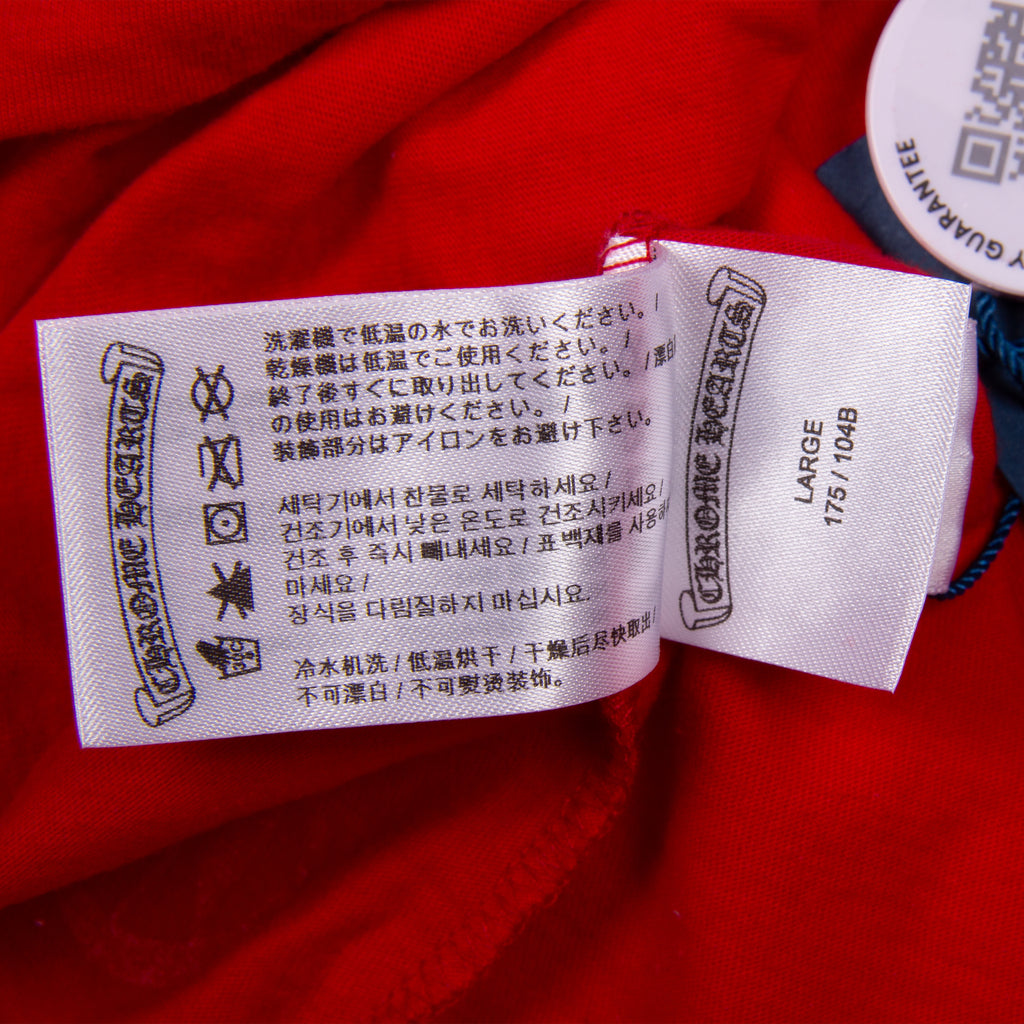 CHROME HEARTS
洗濯機で低温の水でお洗いください。/
乾燥機は低温でご使用ください。/
終了後すぐに取り出してください。/漂白
の使用はお避けください。/
装飾部分はアイロンをお避け下さい。
세탁기에서 찬물로 세탁하세요/
건조기에서 낮은 온도로 건조시키세요/
건조 후 즉시 빼내세요/표백제를 사용하
마세요/
장식을 다림질하지 마십시요.
冷水机洗/低温烘干/干燥后尽快取出/
不可漂白/不可熨烫装饰。
CHROME HEARTS
LARGE
175/104B
Y GUARANTEE